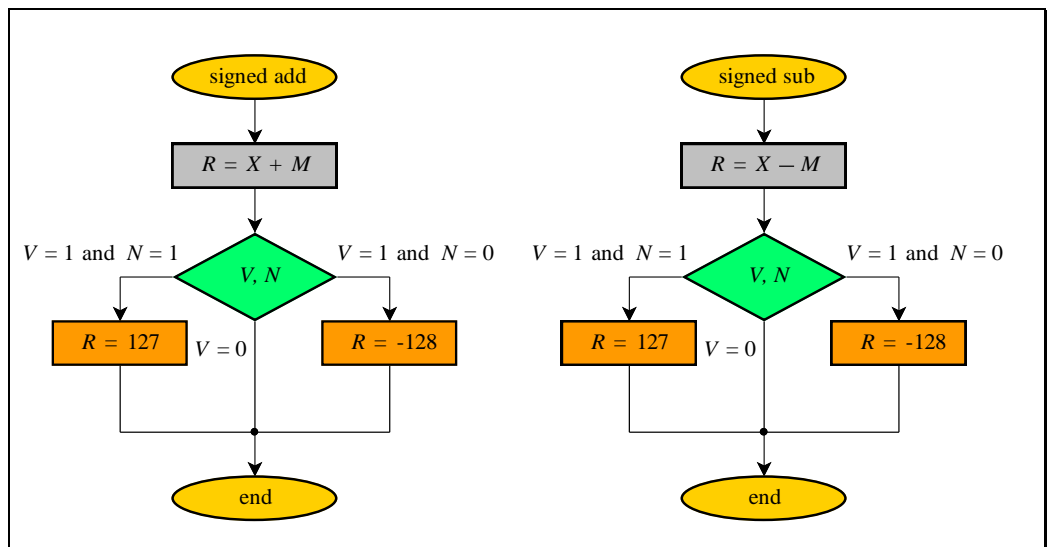 signed add
R = X + M
V = 1 and N = 1
V = 1 and N = 0
V, N
R = 127
V = 0
R = -128
end
signed sub
R = X – M
V = 1 and N = 1
V = 1 and N = 0
V, N
R = 127
V = 0
R = -128
end